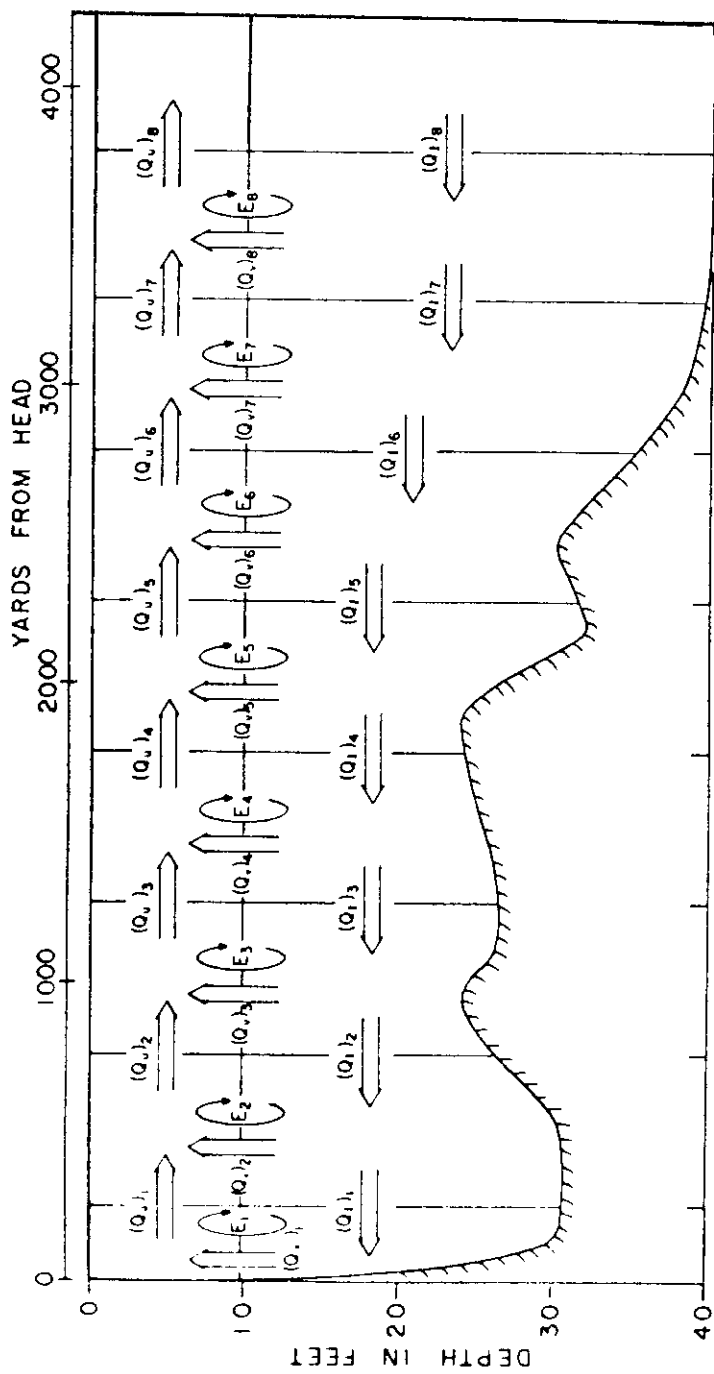 YARDS FROM HEAD
0 1000 2000 3000 4000
0
(Qᵤ)₁ (Qᵤ)₂ (Qᵤ)₃ (Qᵤ)₄ (Qᵤ)₅ (Qᵤ)₆ (Qᵤ)₇ (Qᵤ)₈
10
E₁ E₂ E₃ E₄ E₅ E₆ E₇ E₈
(Qᵥ)₂ (Qᵥ)₃ (Qᵥ)₄ (Qᵥ)₅ (Qᵥ)₆ (Qᵥ)₇ (Qᵥ)₈
(Qₗ)₁ (Qₗ)₂ (Qₗ)₃ (Qₗ)₄ (Qₗ)₅ (Qₗ)₆ (Qₗ)₇ (Qₗ)₈
20
30
40
DEPTH IN FEET